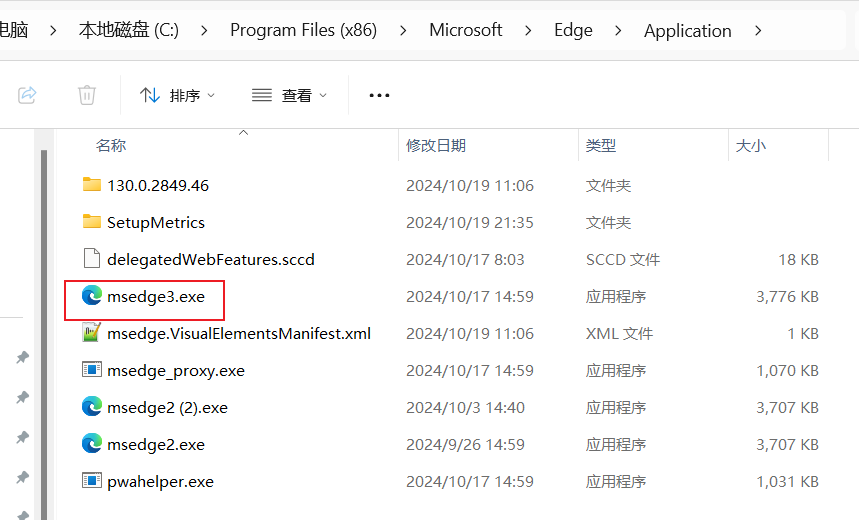 电脑 > 本地磁盘 (C:) > Program Files (x86) > Microsoft > Edge > Application >
排序 查看
名称 修改日期 类型 大小
130.0.2849.46 2024/10/19 11:06 文件夹
SetupMetrics 2024/10/19 21:35 文件夹
delegatedWebFeatures.sccd 2024/10/17 8:03 SCCD 文件 18 KB
msedge3.exe 2024/10/17 14:59 应用程序 3,776 KB
msedge.VisualElementsManifest.xml 2024/10/19 11:06 XML 文件 1 KB
msedge_proxy.exe 2024/10/17 14:59 应用程序 1,070 KB
msedge2 (2).exe 2024/10/3 14:40 应用程序 3,707 KB
msedge2.exe 2024/9/26 14:59 应用程序 3,707 KB
pwahelper.exe 2024/10/17 14:59 应用程序 1,031 KB